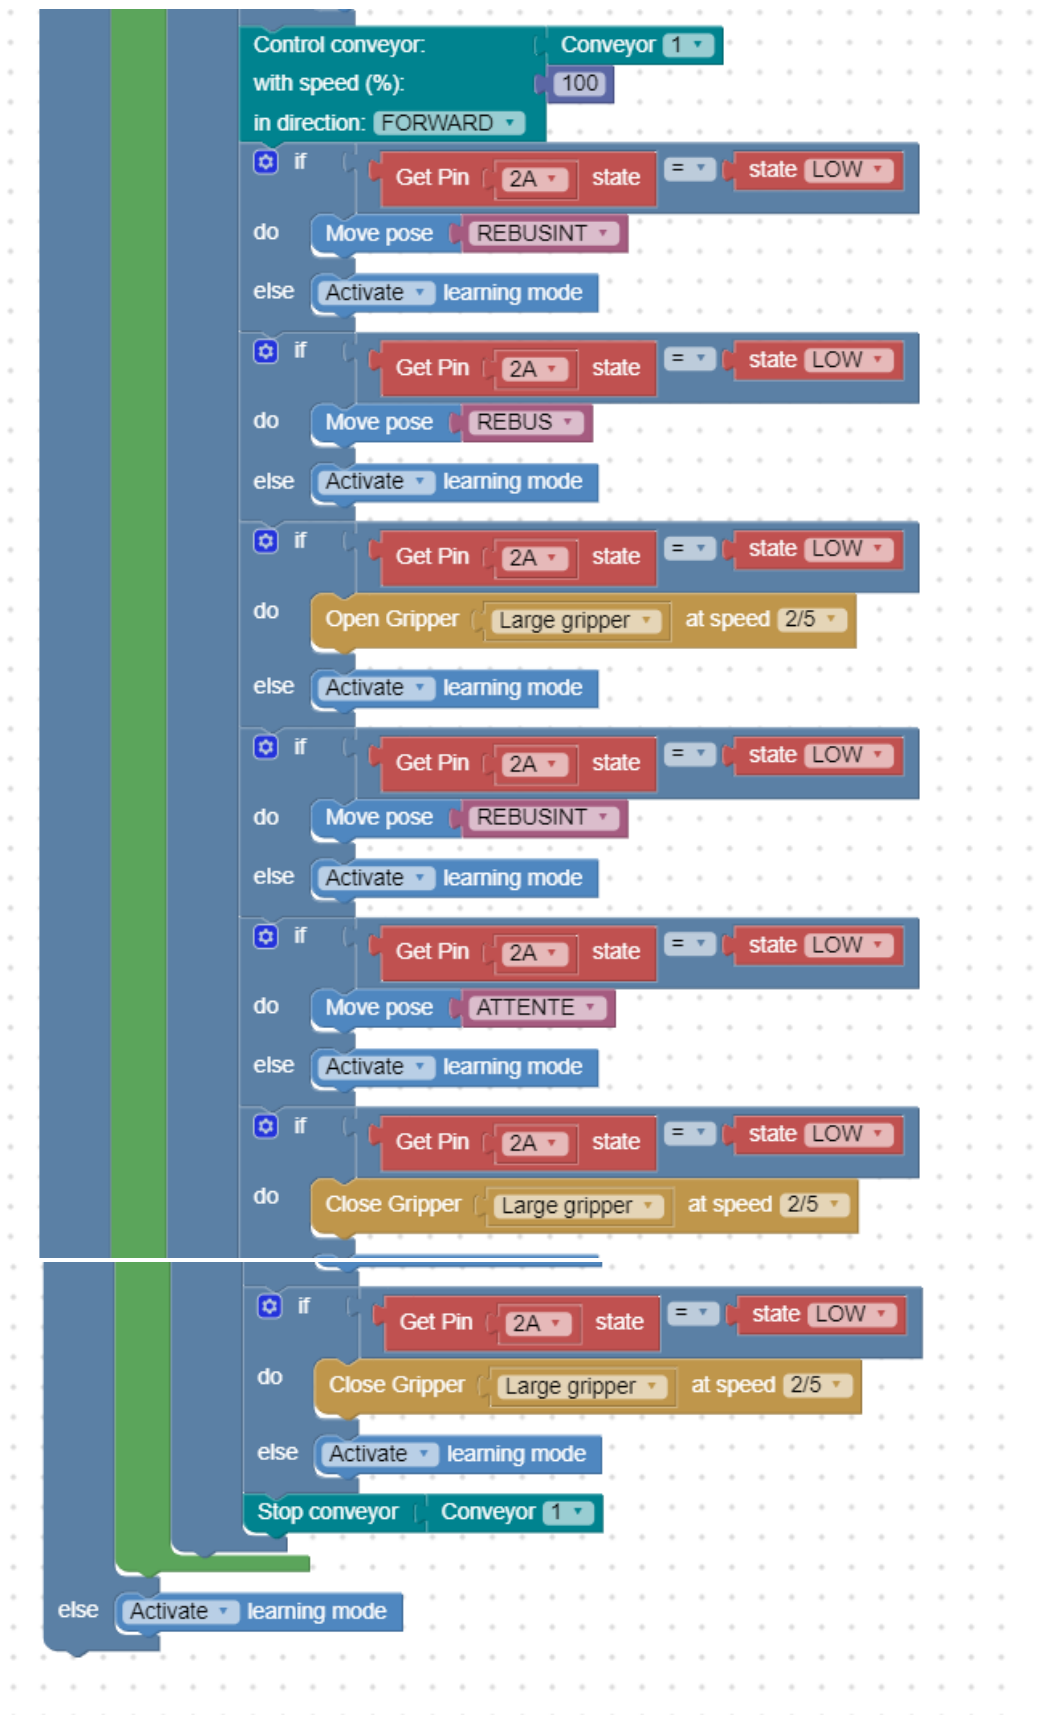 Control conveyor: Conveyor 1
with speed (%): 100
in direction: FORWARD
if Get Pin 2A state = state LOW
do Move pose REBUSINT
else Activate learning mode
if Get Pin 2A state = state LOW
do Move pose REBUS
else Activate learning mode
if Get Pin 2A state = state LOW
do Open Gripper Large gripper at speed 2/5
else Activate learning mode
if Get Pin 2A state = state LOW
do Move pose REBUSINT
else Activate learning mode
if Get Pin 2A state = state LOW
do Move pose ATTENTE
else Activate learning mode
if Get Pin 2A state = state LOW
do Close Gripper Large gripper at speed 2/5
if Get Pin 2A state = state LOW
do Close Gripper Large gripper at speed 2/5
else Activate learning mode
Stop conveyor Conveyor 1
else Activate learning mode